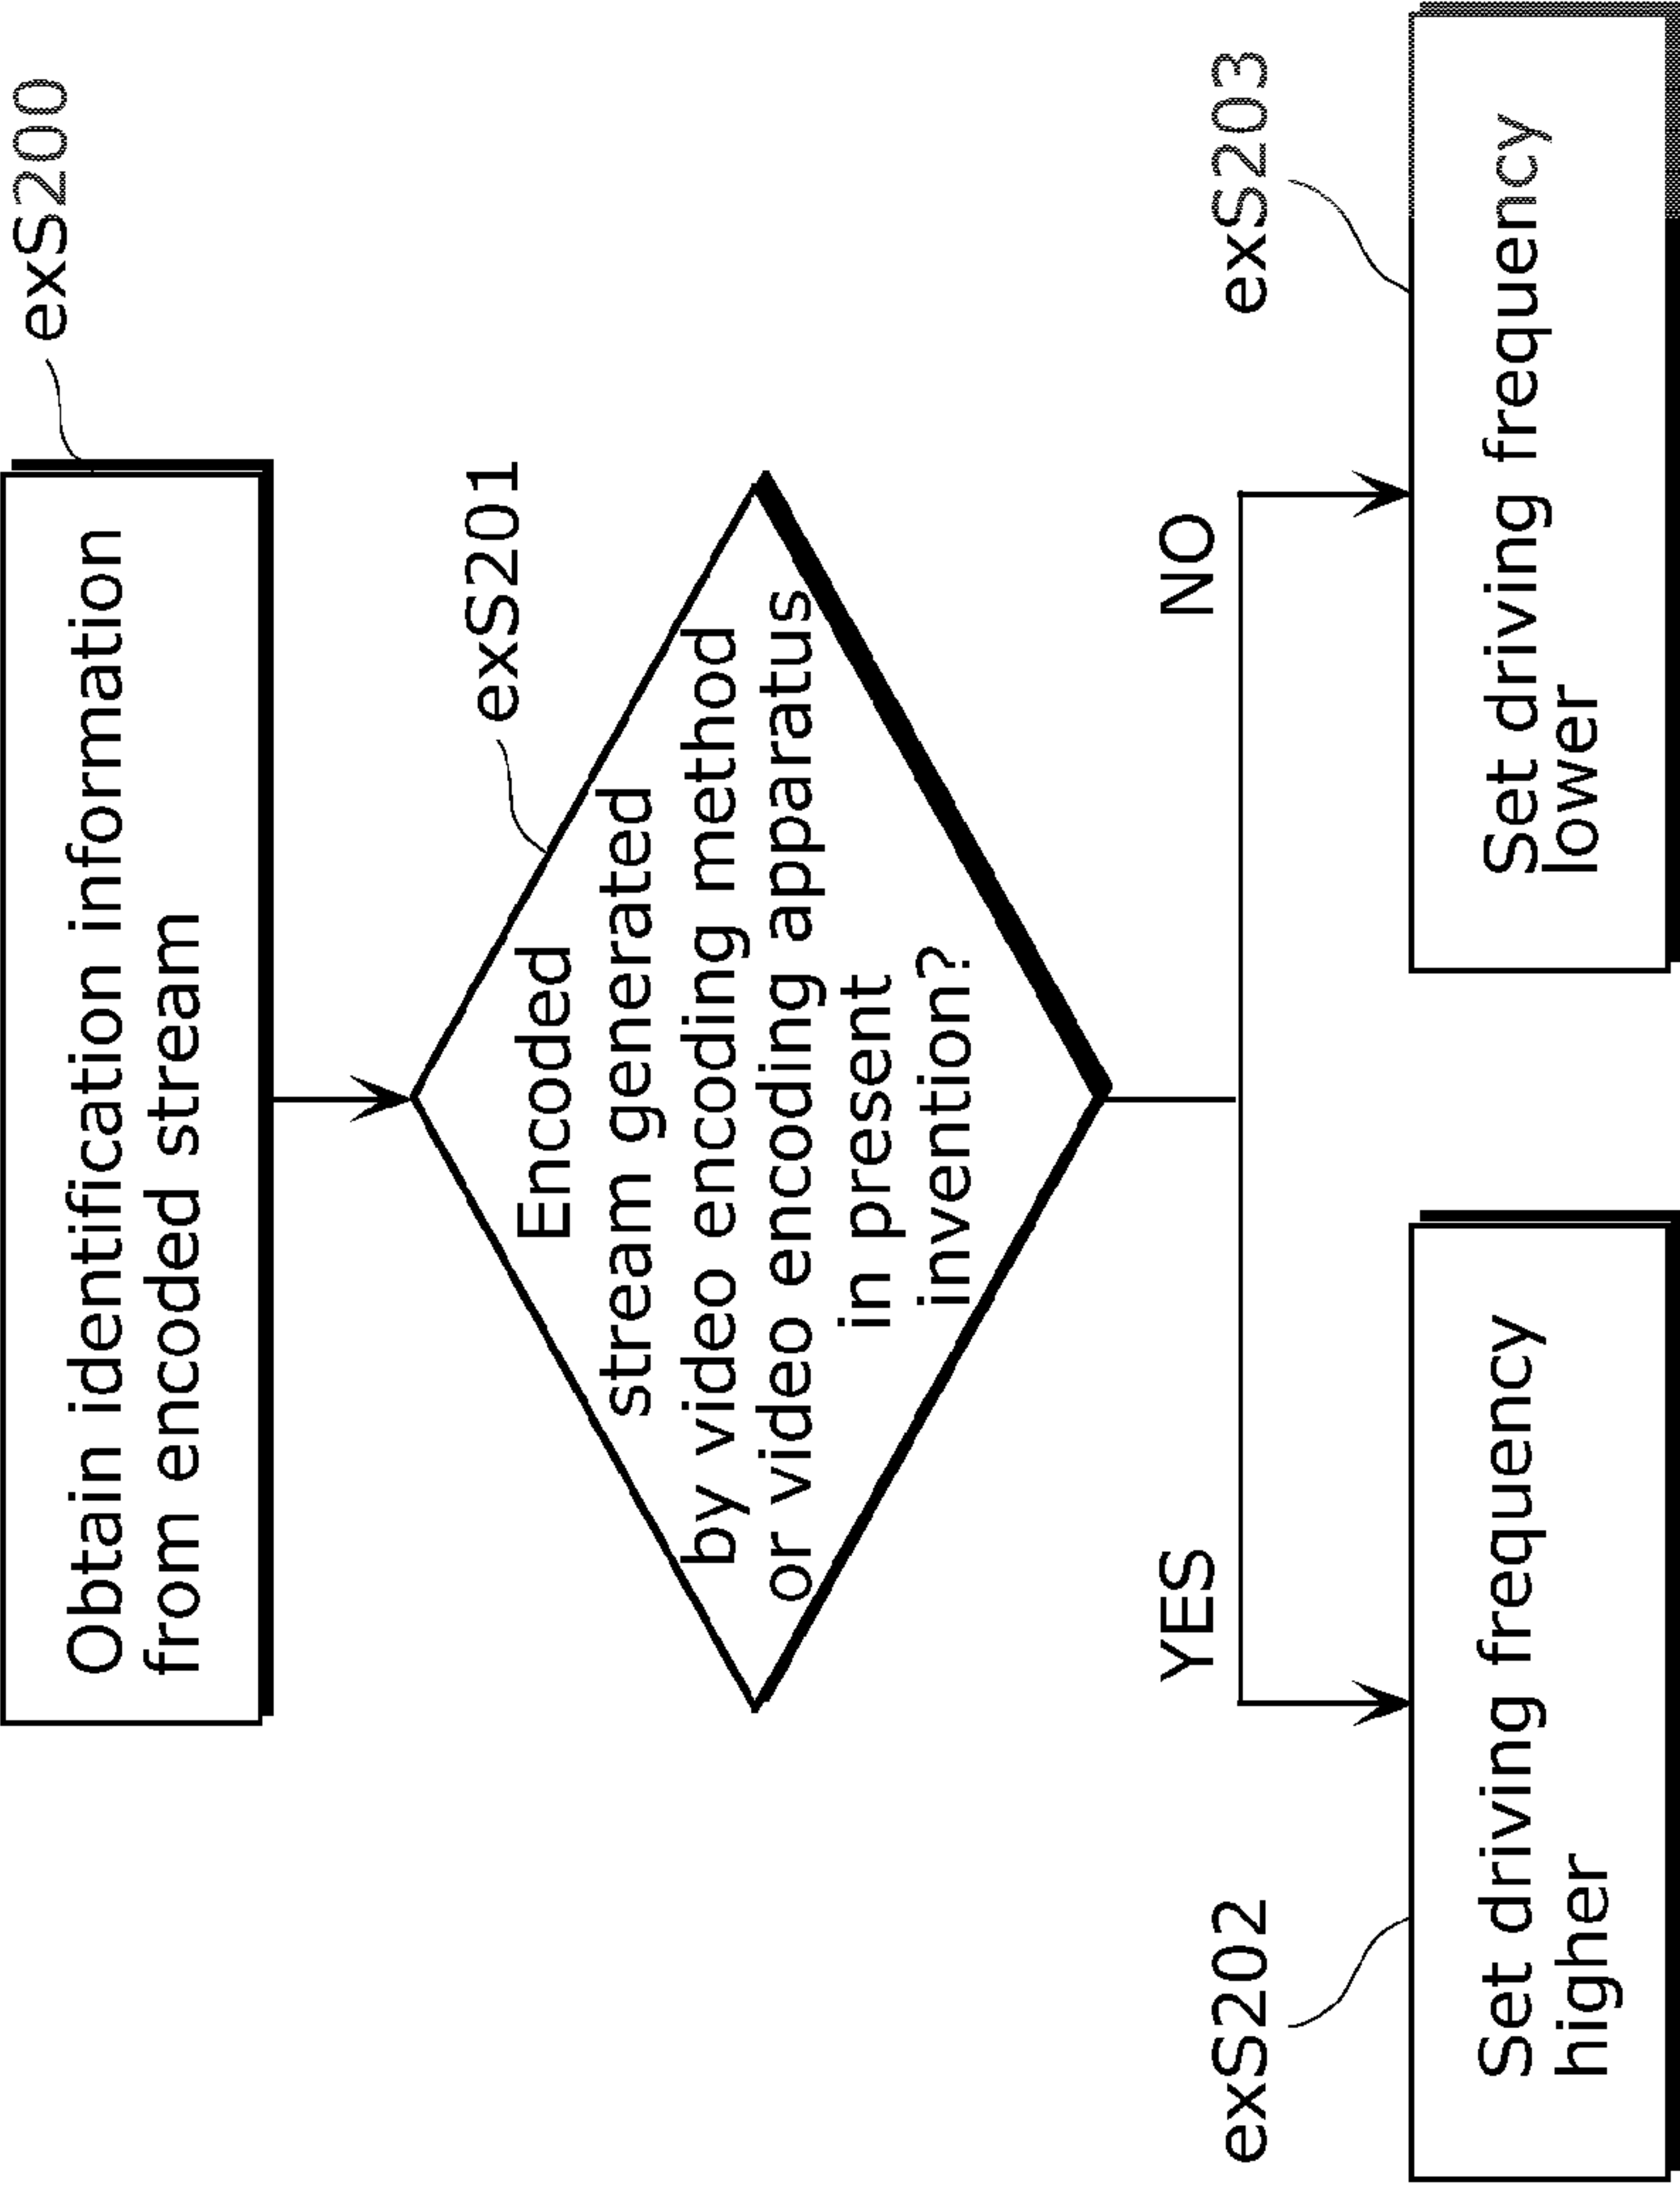 exS200
Obtain identification information
from encoded stream
exS201
Encoded
stream generated
by video encoding method
or video encoding apparatus
in present
invention?
YES
NO
exS202
exS203
Set driving frequency
higher
Set driving frequency
lower